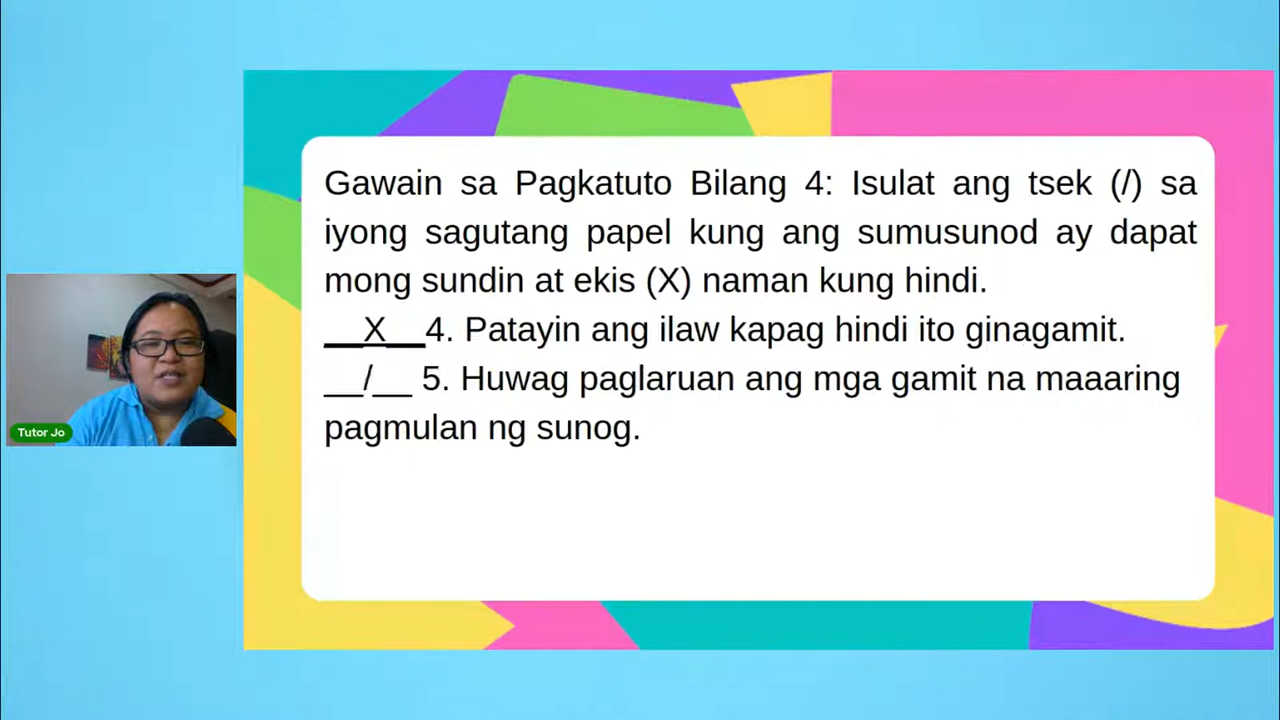 Gawain sa Pagkatuto Bilang 4: Isulat ang tsek (/) sa
iyong sagutang papel kung ang sumusunod ay dapat
mong sundin at ekis (X) naman kung hindi.
__X__4. Patayin ang ilaw kapag hindi ito ginagamit.
__/__ 5. Huwag paglaruan ang mga gamit na maaaring
pagmulan ng sunog.
Tutor Jo